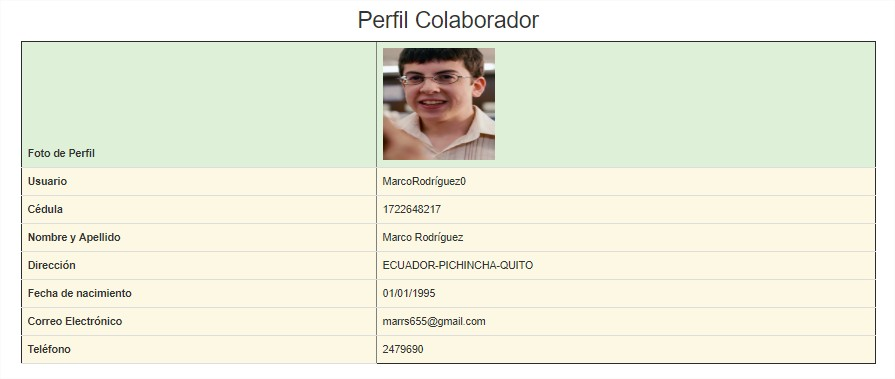 Perfil Colaborador
Foto de Perfil
Usuario MarcoRodríguez0
Cédula 1722648217
Nombre y Apellido Marco Rodríguez
Dirección ECUADOR-PICHINCHA-QUITO
Fecha de nacimiento 01/01/1995
Correo Electrónico marrs655@gmail.com
Teléfono 2479690